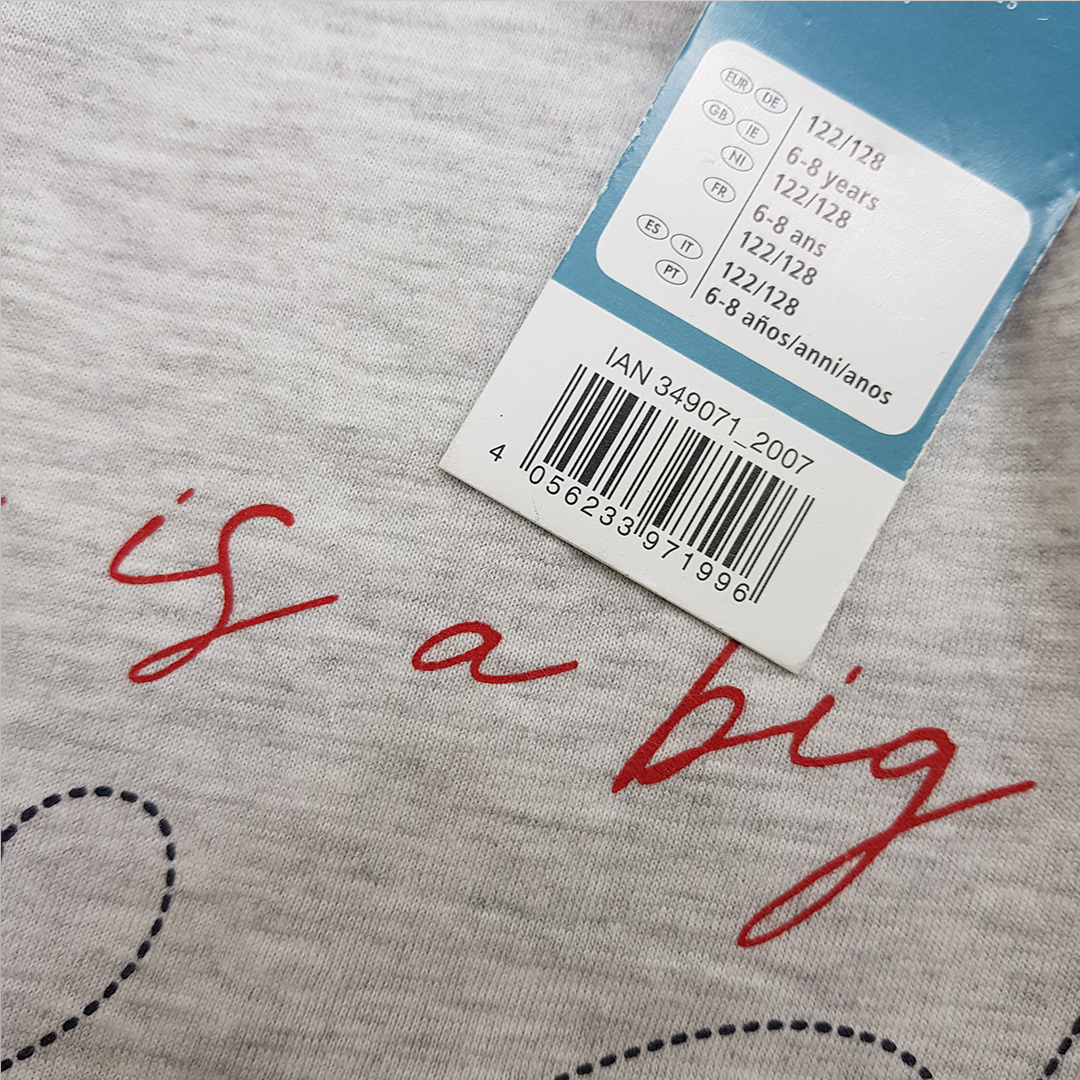 EUR DE
GB IE
NI
FR
ES IT
PT
122/128
6-8 years
122/128
6-8 ans
122/128
122/128
6-8 años/anni/anos
IAN 349071_2007
4 056233 971996
is a big